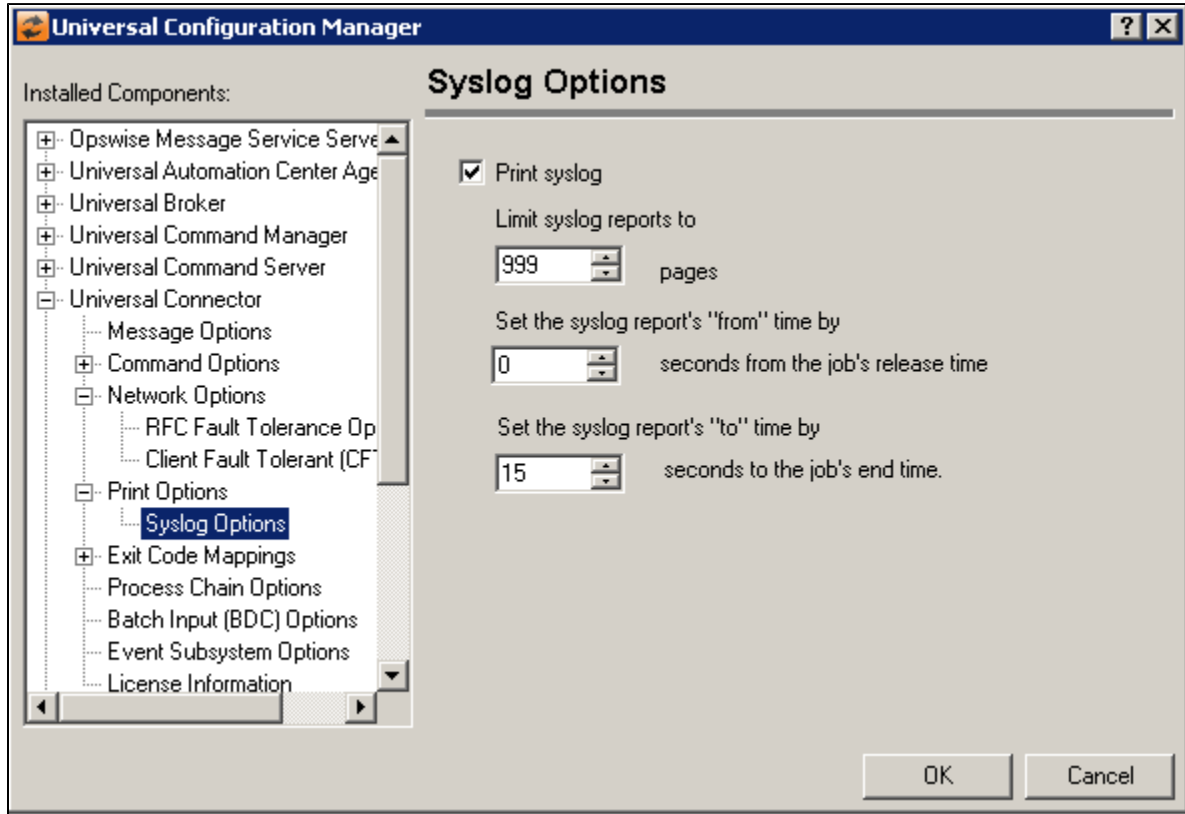 Universal Configuration Manager
Installed Components:
Opswise Message Service Serve
Universal Automation Center Age
Universal Broker
Universal Command Manager
Universal Command Server
Universal Connector
Message Options
Command Options
Network Options
RFC Fault Tolerance Op
Client Fault Tolerant (CFT
Print Options
Syslog Options
Exit Code Mappings
Process Chain Options
Batch Input (BDC) Options
Event Subsystem Options
License Information
Syslog Options
Print syslog
Limit syslog reports to
999 pages
Set the syslog report's "from" time by
0 seconds from the job's release time
Set the syslog report's "to" time by
15 seconds to the job's end time.
OK Cancel